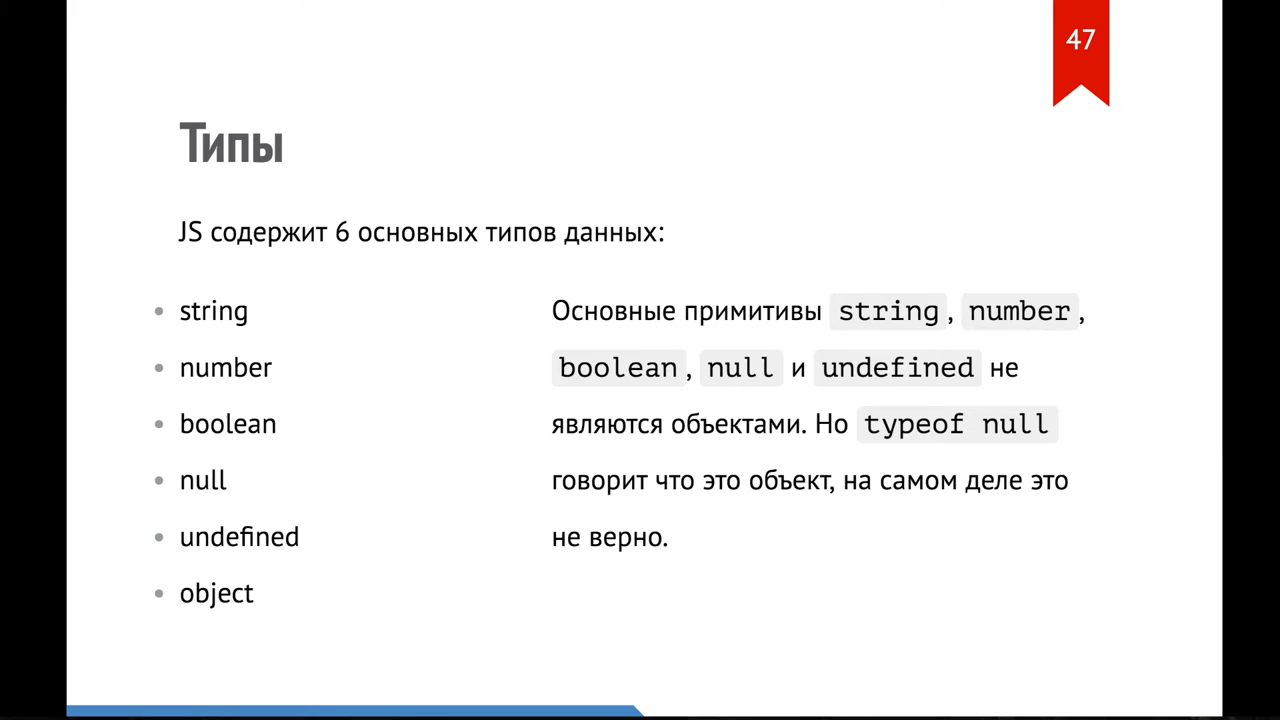 47
Типы
JS содержит 6 основных типов данных:
string
number
boolean
null
undefined
object
Основные примитивы string, number,
boolean, null и undefined не
являются объектами. Но typeof null
говорит что это объект, на самом деле это
не верно.